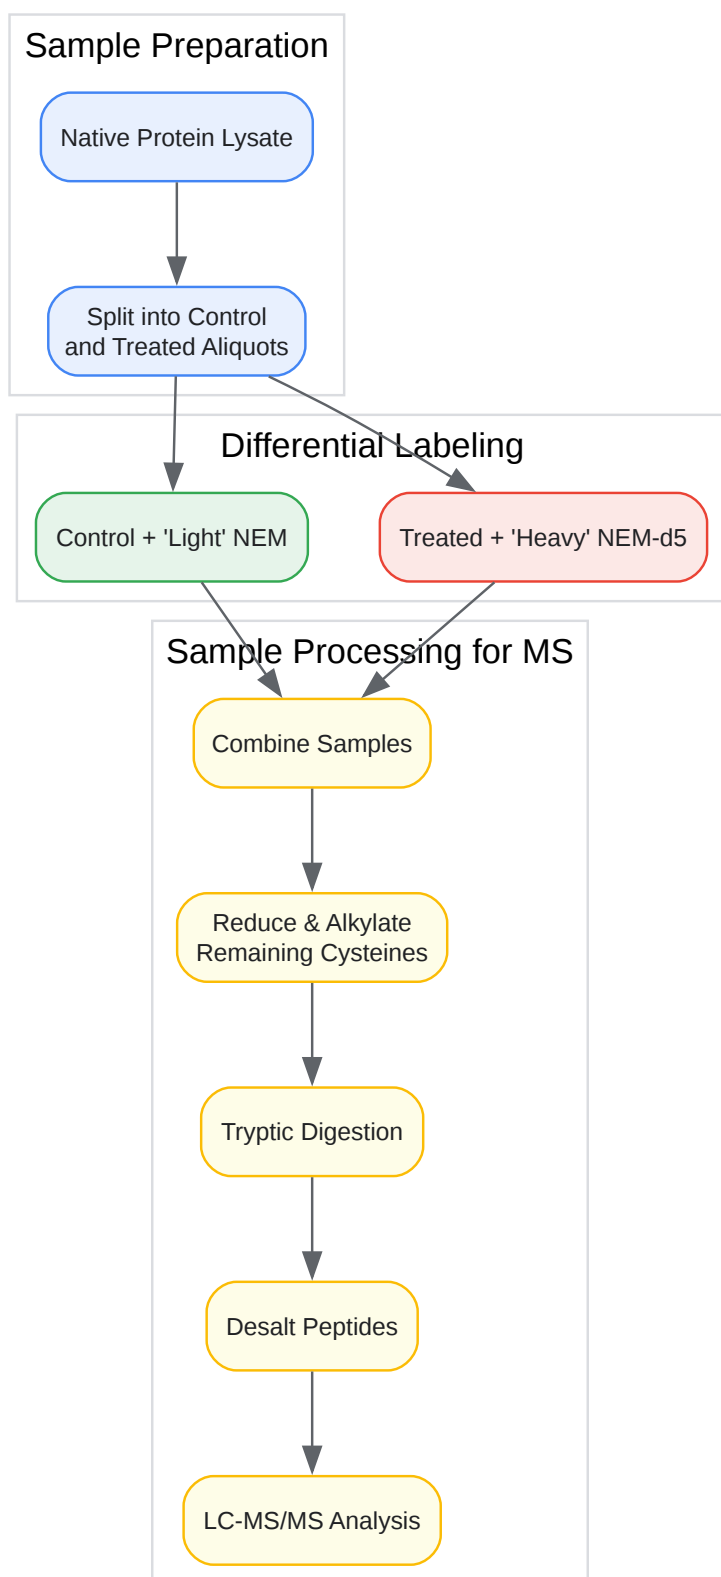 Sample Preparation
Native Protein Lysate
Split into Control
and Treated Aliquots
Differential Labeling
Control + 'Light' NEM
Treated + 'Heavy' NEM-d5
Sample Processing for MS
Combine Samples
Reduce & Alkylate
Remaining Cysteines
Tryptic Digestion
Desalt Peptides
LC-MS/MS Analysis